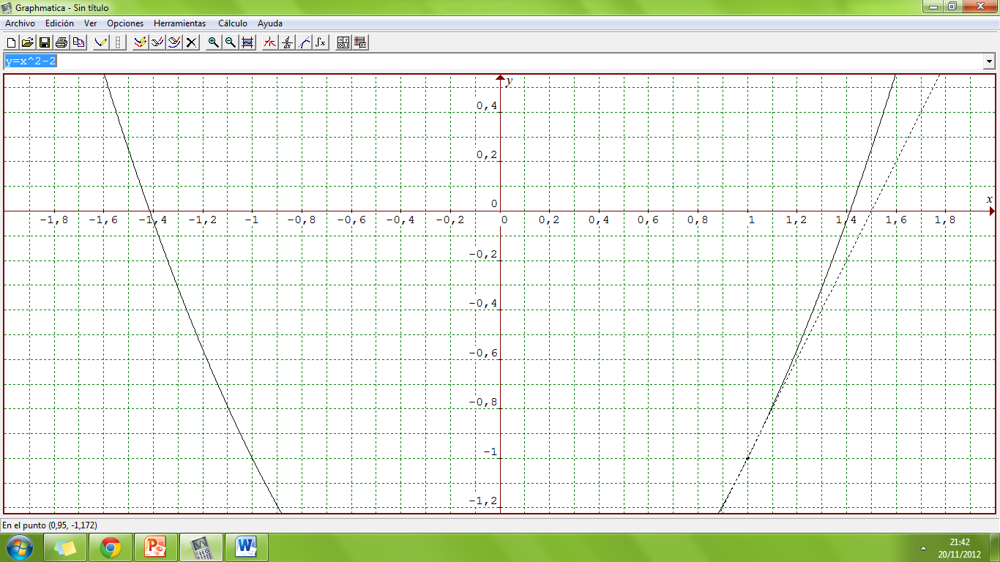 Graphmatica - Sin título
Archivo Edición Ver Opciones Herramientas Cálculo Ayuda
y=x^2-2
y
0,4
0,2
0
x
-1,8 -1,6 -1,4 -1,2 -1 -0,8 -0,6 -0,4 -0,2 0 0,2 0,4 0,6 0,8 1 1,2 1,4 1,6 1,8
-0,2
-0,4
-0,6
-0,8
-1
-1,2
En el punto (0,95, -1,172)
21:42
20/11/2012